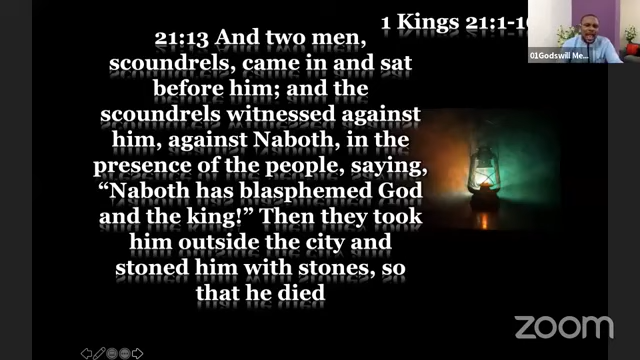 1 Kings 21:1-16
21:13 And two men,
scoundrels, came in and sat
before him; and the
scoundrels witnessed against
him, against Naboth, in the
presence of the people, saying,
“Naboth has blasphemed God
and the king!” Then they took
him outside the city and
stoned him with stones, so
that he died
01Godswill Me...
zoom